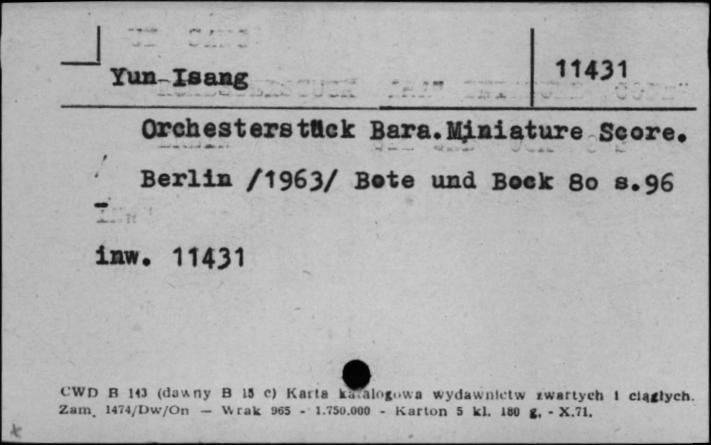 Yun-Isang
11431
Orchesterstück Bara.Miniature Score.
Berlin /1963/ Bote und Bock 8o s.96
inw. 11431
CWD B 143 (dawny B 15 c) Karta katalogowa wydawnictw zwartych i ciągłych.
Zam. 1474/Dw/On — Wrak 965 - 1.750.000 - Karton 5 kl. 180 g. - X.71.